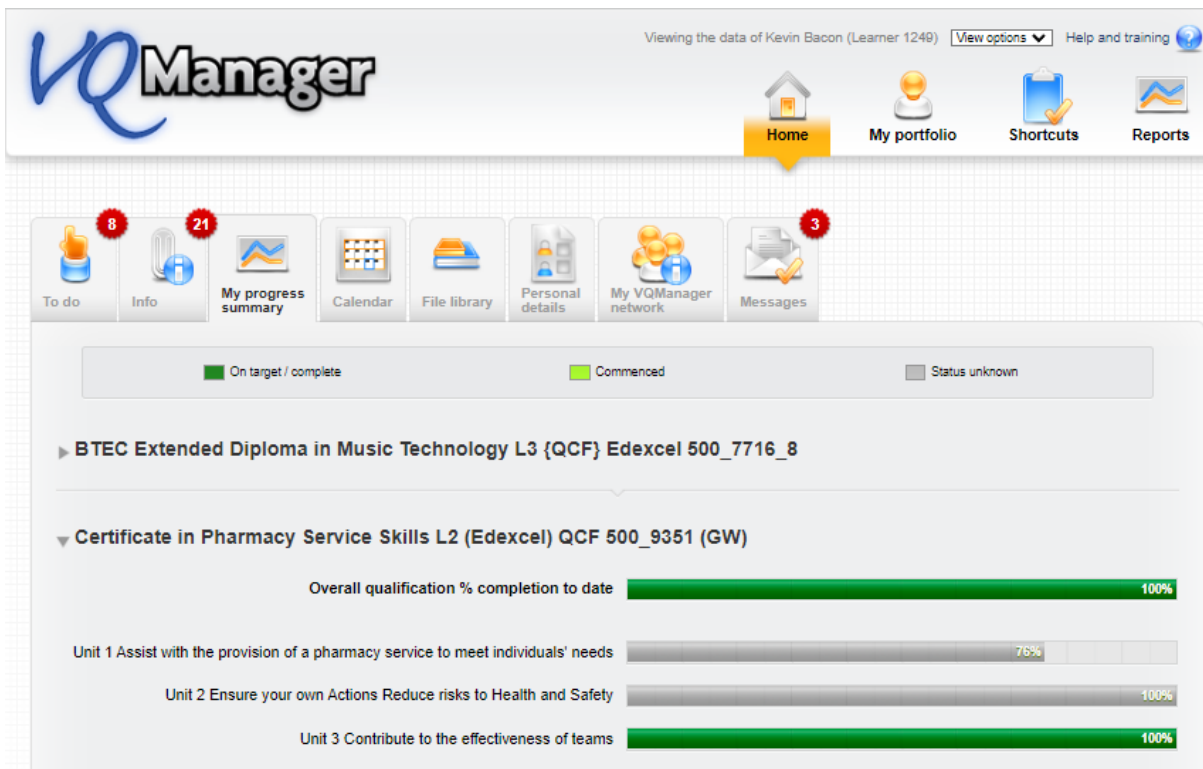 VQManager
Viewing the data of Kevin Bacon (Learner 1249) View options Help and training ?
Home My portfolio Shortcuts Reports
8 21 3
To do Info My progress summary Calendar File library Personal details My VQManager network Messages
On target / complete Commenced Status unknown
BTEC Extended Diploma in Music Technology L3 {QCF} Edexcel 500_7716_8
Certificate in Pharmacy Service Skills L2 (Edexcel) QCF 500_9351 (GW)
Overall qualification % completion to date 100%
Unit 1 Assist with the provision of a pharmacy service to meet individuals' needs 76%
Unit 2 Ensure your own Actions Reduce risks to Health and Safety 100%
Unit 3 Contribute to the effectiveness of teams 100%